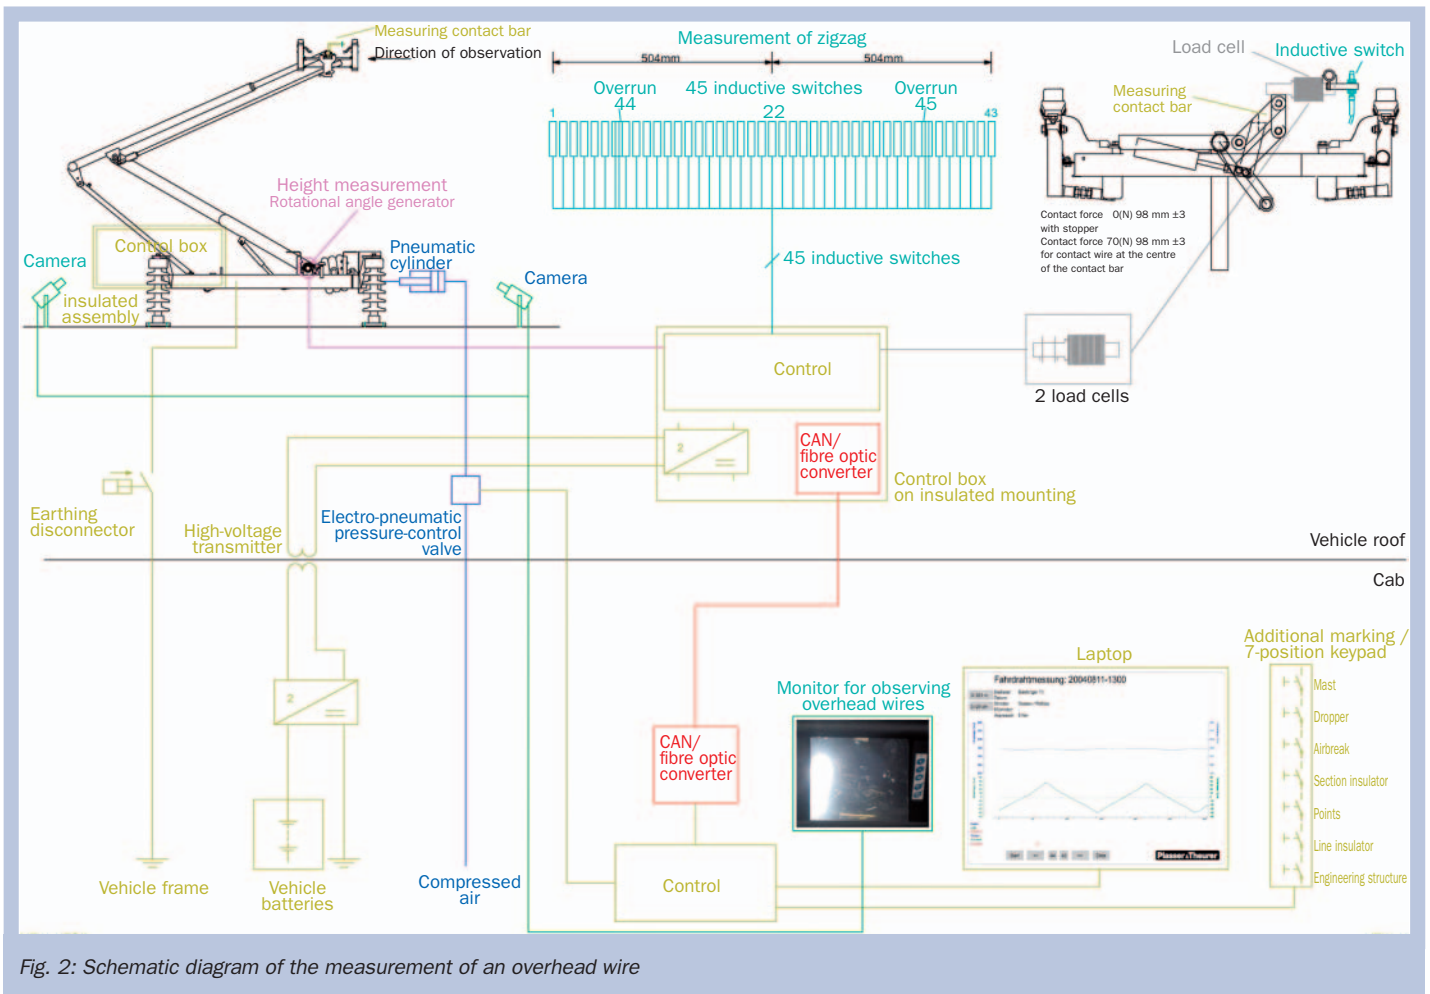 Measuring contact bar
Direction of observation
Measurement of zigzag
504mm
504mm
Overrun
44
45 inductive switches
22
Overrun
45
1
43
Load cell
Inductive switch
Measuring
contact bar
Height measurement
Rotational angle generator
Control box
Camera
insulated
assembly
Pneumatic
cylinder
Camera
45 inductive switches
Contact force 0(N) 98 mm ±3
with stopper
Contact force 70(N) 98 mm ±3
for contact wire at the centre
of the contact bar
Control
2 load cells
2
CAN/
fibre optic
converter
Control box
on insulated mounting
Earthing
disconnector
High-voltage
transmitter
Electro-pneumatic
pressure-control
valve
Vehicle roof
Cab
2
Additional marking /
7-position keypad
Laptop
Monitor for observing
overhead wires
Fahrdrahtmessung: 20040811-1300
Plasser & Theurer
CAN/
fibre optic
converter
Mast
Dropper
Airbreak
Section insulator
Points
Line insulator
Engineering structure
Vehicle frame
Vehicle
batteries
Compressed
air
Control
Fig. 2: Schematic diagram of the measurement of an overhead wire